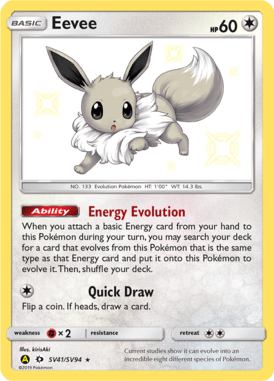 BASIC Eevee HP60
NO. 133 Evolution Pokémon HT: 1'00" WT: 14.3 lbs.
Ability Energy Evolution
When you attach a basic Energy card from your hand to
this Pokémon during your turn, you may search your deck
for a card that evolves from this Pokémon that is the same
type as that Energy card and put it onto this Pokémon to
evolve it. Then, shuffle your deck.
Quick Draw
Flip a coin. If heads, draw a card.
weakness ×2 resistance retreat
Illus. kirisAki
A SV41/SV94 ★
©2019 Pokémon
Current studies show it can evolve into an
incredible eight different species of Pokémon.